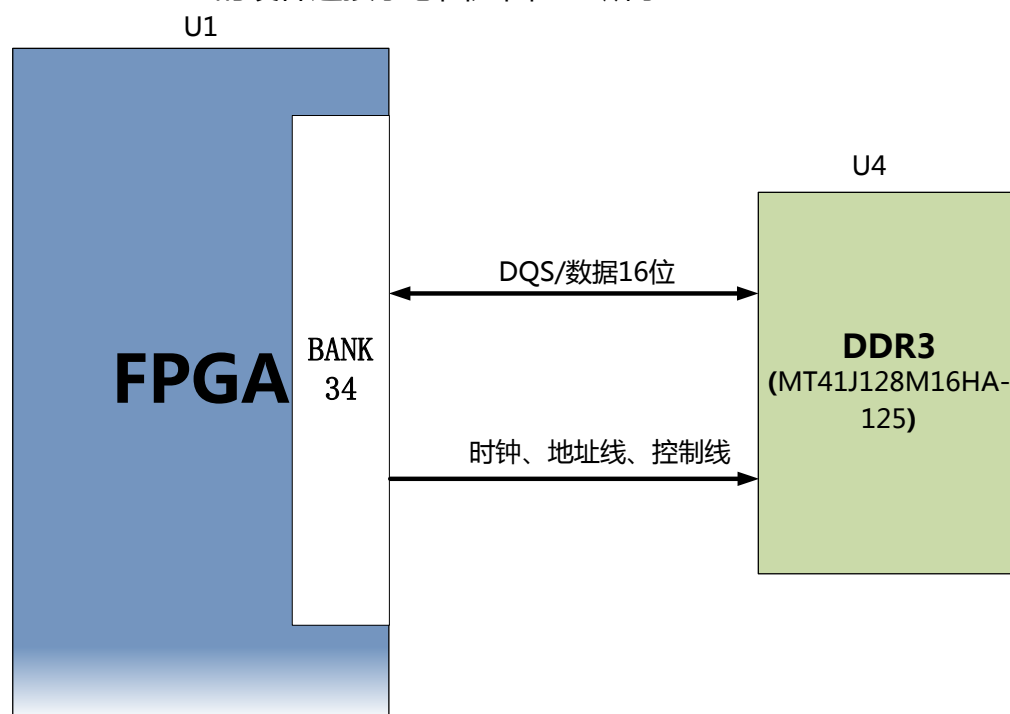 U1
U4
DQS/数据16位
FPGA
BANK
34
DDR3
(MT41J128M16HA-
125)
时钟、地址线、控制线